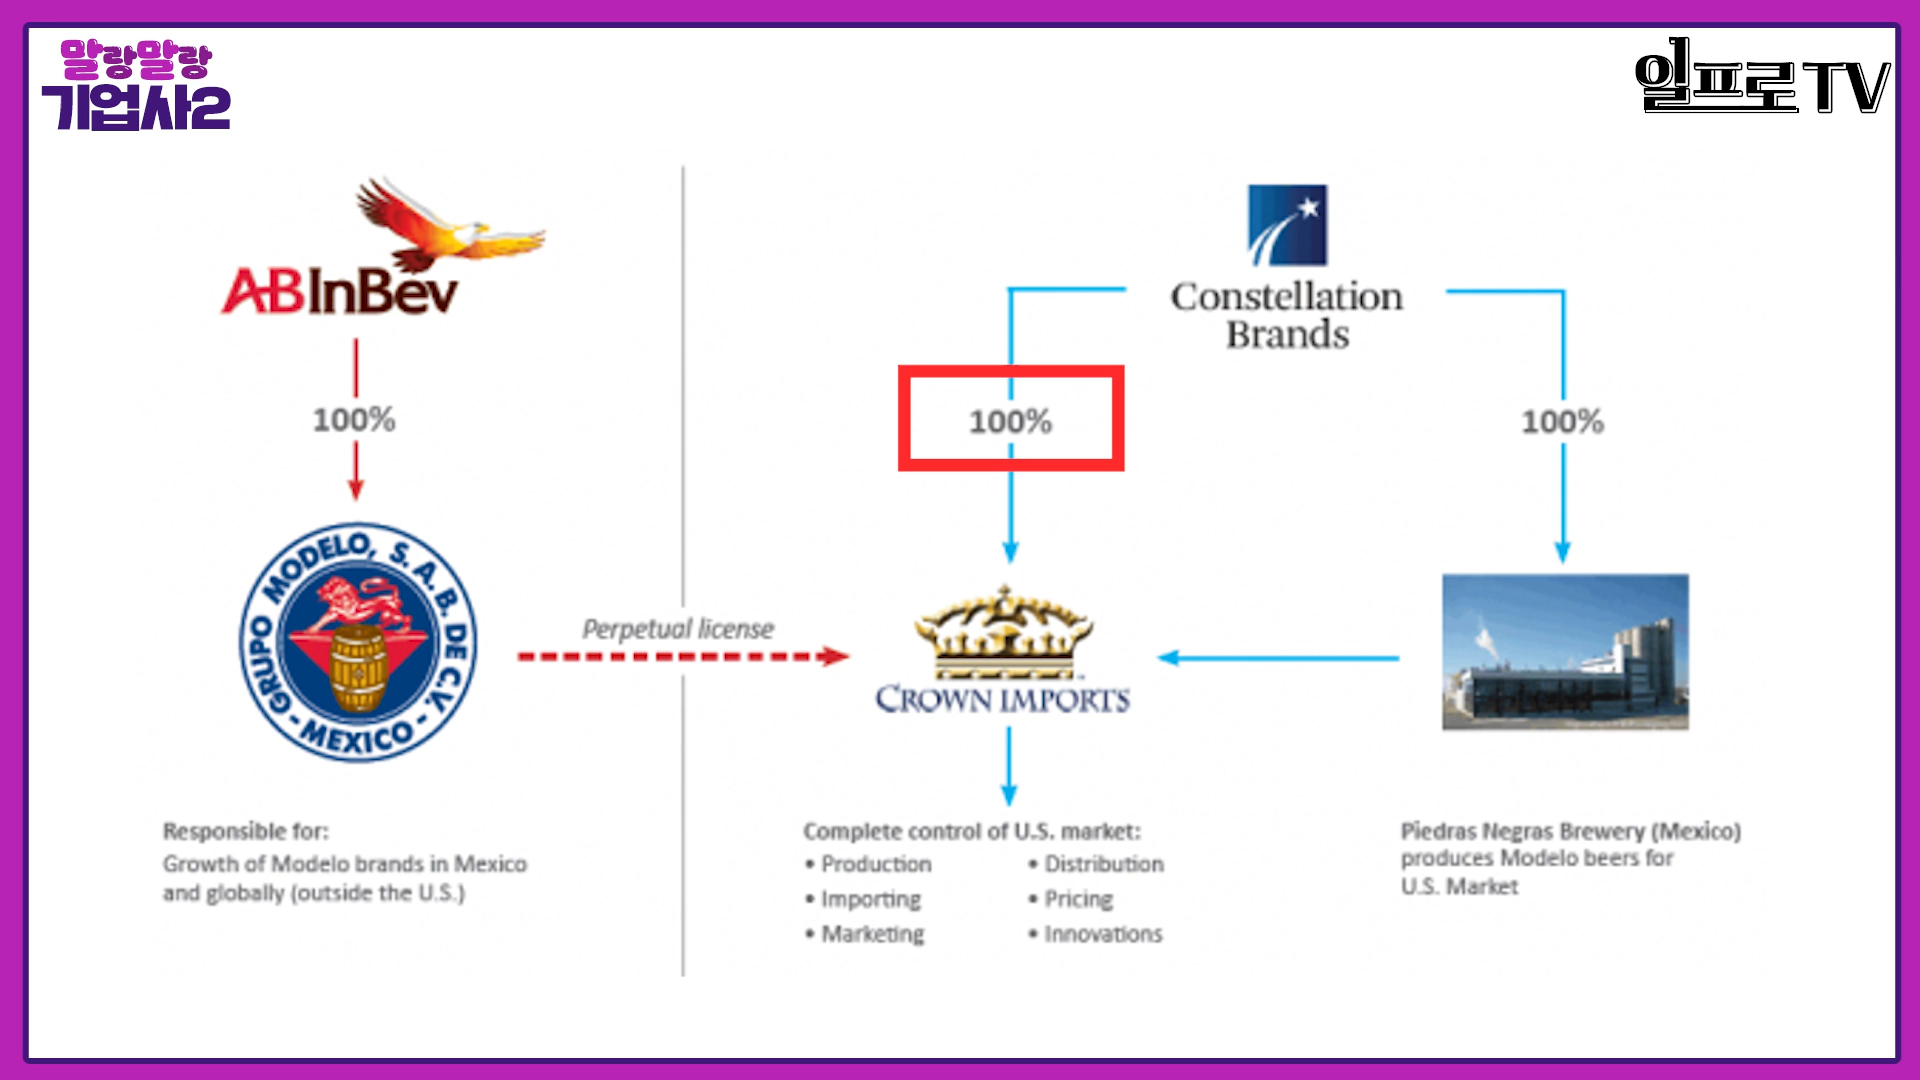 말랑말랑
기업사2
일프로TV
ABInBev
100%
GRUPO MODELO, S.A.B. DE C.V. - MEXICO -
Responsible for:
Growth of Modelo brands in Mexico
and globally (outside the U.S.)
Perpetual license
Constellation
Brands
100%
100%
CROWN IMPORTS
Complete control of U.S. market:
• Production
• Importing
• Marketing
• Distribution
• Pricing
• Innovations
Piedras Negras Brewery (Mexico)
produces Modelo beers for
U.S. Market